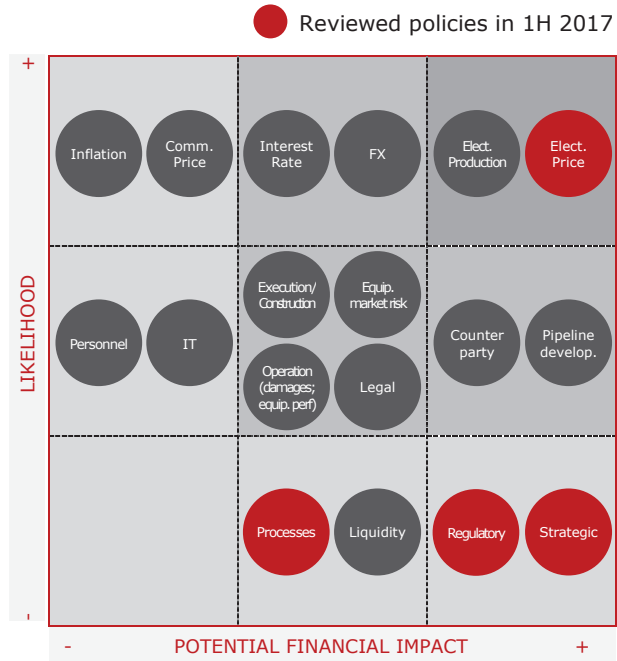 Reviewed policies in 1H 2017
+
LIKELIHOOD
-
Inflation
Comm.
Price
Interest
Rate
FX
Elect.
Production
Elect.
Price
Personnel
IT
Execution/
Construction
Equip.
market risk
Operation
(damages;
equip. perf)
Legal
Counter
party
Pipeline
develop.
Processes
Liquidity
Regulatory
Strategic
- POTENTIAL FINANCIAL IMPACT +